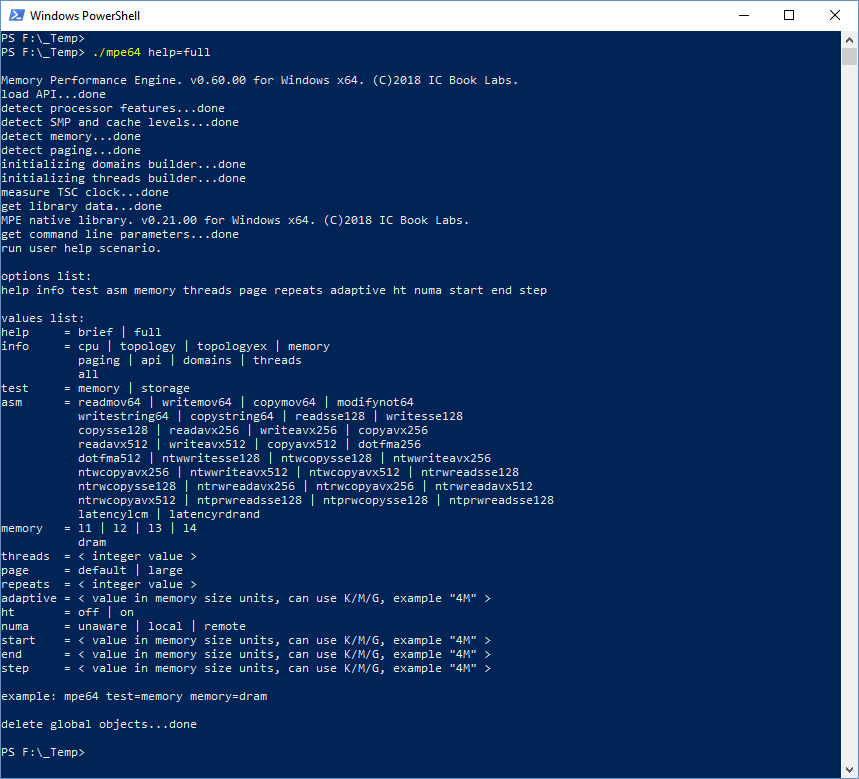 Windows PowerShell
PS F:\_Temp>
PS F:\_Temp> ./mpe64 help=full
Memory Performance Engine. v0.60.00 for Windows x64. (C)2018 IC Book Labs.
load API...done
detect processor features...done
detect SMP and cache levels...done
detect memory...done
detect paging...done
initializing domains builder...done
initializing threads builder...done
measure TSC clock...done
get library data...done
MPE native library. v0.21.00 for Windows x64. (C)2018 IC Book Labs.
get command line parameters...done
run user help scenario.
options list:
help info test asm memory threads page repeats adaptive ht numa start end step
values list:
help     = brief | full
info     = cpu | topology | topologyex | memory
           paging | api | domains | threads
           all
test     = memory | storage
asm      = readmov64 | writemov64 | copymov64 | modifynot64
           writestring64 | copystring64 | readsse128 | writesse128
           copysse128 | readavx256 | writeavx256 | copyavx256
           readavx512 | writeavx512 | copyavx512 | dotfma256
           dotfma512 | ntwwritesse128 | ntwcopysse128 | ntwwriteavx256
           ntwcopyavx256 | ntwwriteavx512 | ntwcopyavx512 | ntrwreadsse128
           ntrwcopysse128 | ntrwreadavx256 | ntrwcopyavx256 | ntrwreadavx512
           ntrwcopyavx512 | ntprwreadsse128 | ntprwcopysse128 | ntprwreadsse128
           latencylcm | latencyrdrand
memory   = l1 | l2 | l3 | l4
           dram
threads  = < integer value >
page     = default | large
repeats  = < integer value >
adaptive = < value in memory size units, can use K/M/G, example "4M" >
ht       = off | on
numa     = unaware | local | remote
start    = < value in memory size units, can use K/M/G, example "4M" >
end      = < value in memory size units, can use K/M/G, example "4M" >
step     = < value in memory size units, can use K/M/G, example "4M" >
example: mpe64 test=memory memory=dram
delete global objects...done
PS F:\_Temp>